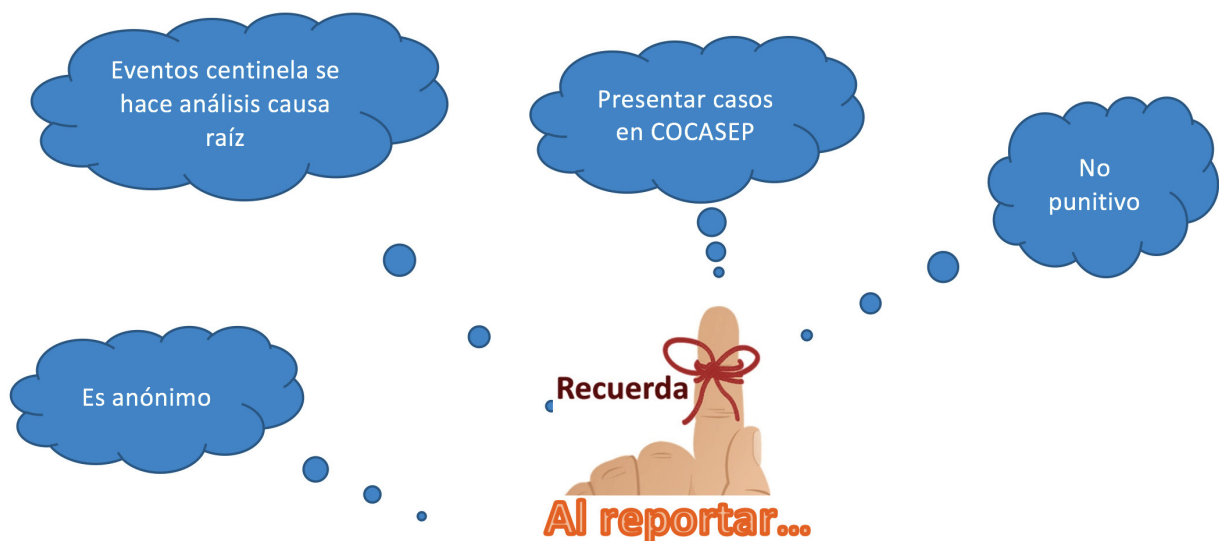 Eventos centinela se
hace análisis causa
raíz
Presentar casos
en COCASEP
No
punitivo
Es anónimo
Recuerda
Al reportar...